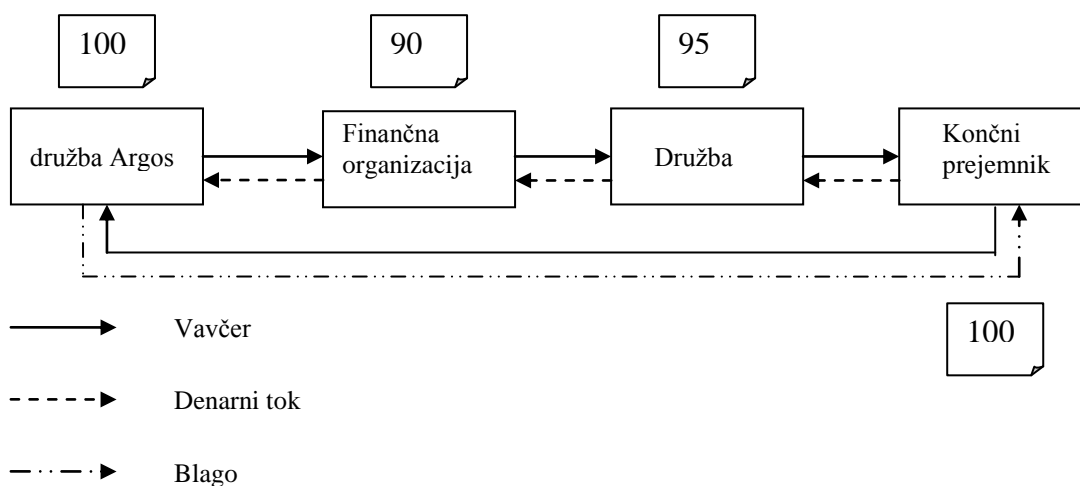 100
90
95
družba Argos
Finančna
organizacija
Družba
Končni
prejemnik
Vavčer
100
Denarni tok
Blago